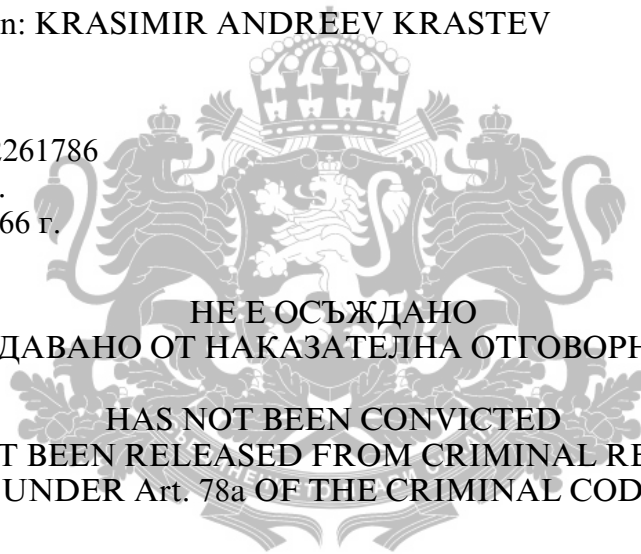 n: KRASIMIR ANDREEV KRASTEV
2261786
.
66 г.
НЕ Е ОСЪЖДАНО
ДАВАНО ОТ НАКАЗАТЕЛНА ОТГОВОРН
HAS NOT BEEN CONVICTED
T BEEN RELEASED FROM CRIMINAL RE
UNDER Art. 78a OF THE CRIMINAL COD